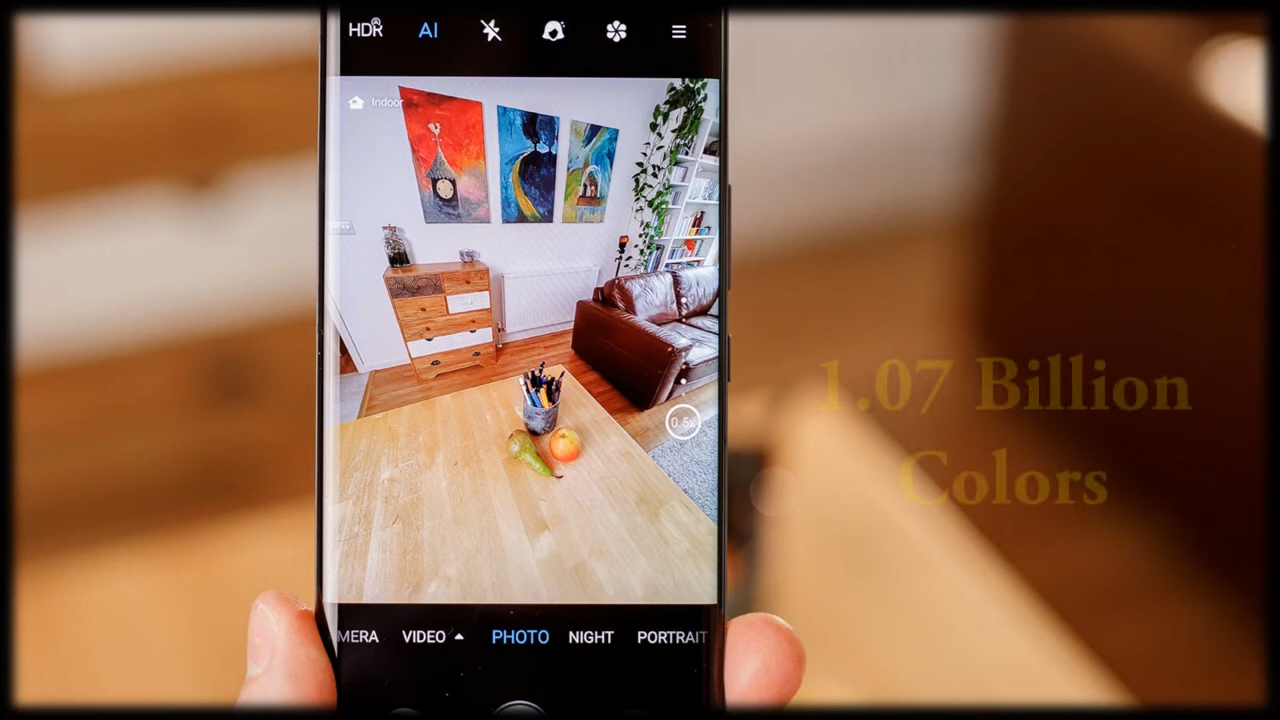 HDR AI
Indoor
0.5x
1.07 Billion
Colors
MERA VIDEO PHOTO NIGHT PORTRAIT